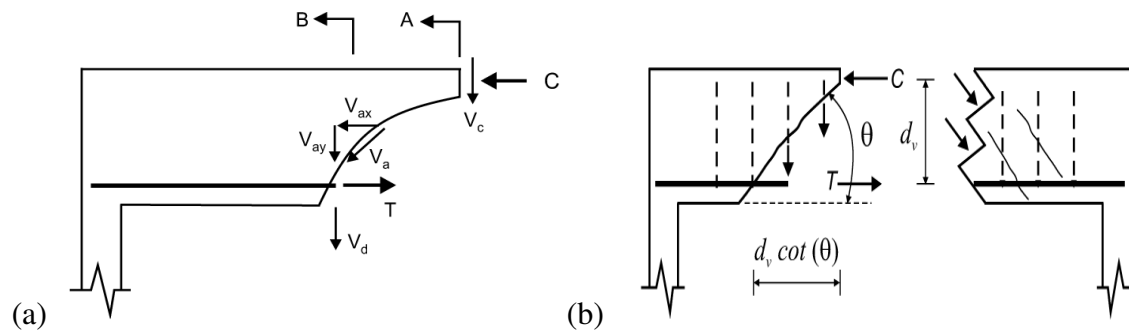 B A
C
V_c
V_ax
V_ay
V_a
T
V_d
(a)
C
θ
d_v
T
d_v cot (θ)
(b)